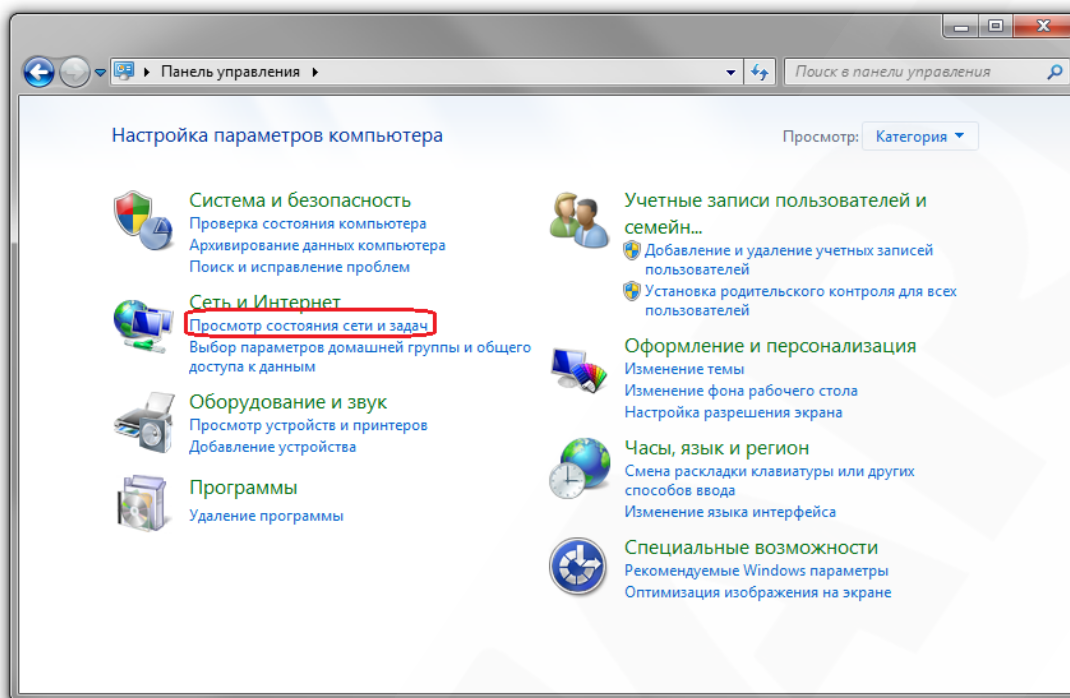 Панель управления
Поиск в панели управления
Настройка параметров компьютера
Просмотр: Категория
Система и безопасность
Проверка состояния компьютера
Архивирование данных компьютера
Поиск и исправление проблем
Сеть и Интернет
Просмотр состояния сети и задач
Выбор параметров домашней группы и общего
доступа к данным
Оборудование и звук
Просмотр устройств и принтеров
Добавление устройства
Программы
Удаление программы
Учетные записи пользователей и
семейн...
Добавление и удаление учетных записей
пользователей
Установка родительского контроля для всех
пользователей
Оформление и персонализация
Изменение темы
Изменение фона рабочего стола
Настройка разрешения экрана
Часы, язык и регион
Смена раскладки клавиатуры или других
способов ввода
Изменение языка интерфейса
Специальные возможности
Рекомендуемые Windows параметры
Оптимизация изображения на экране